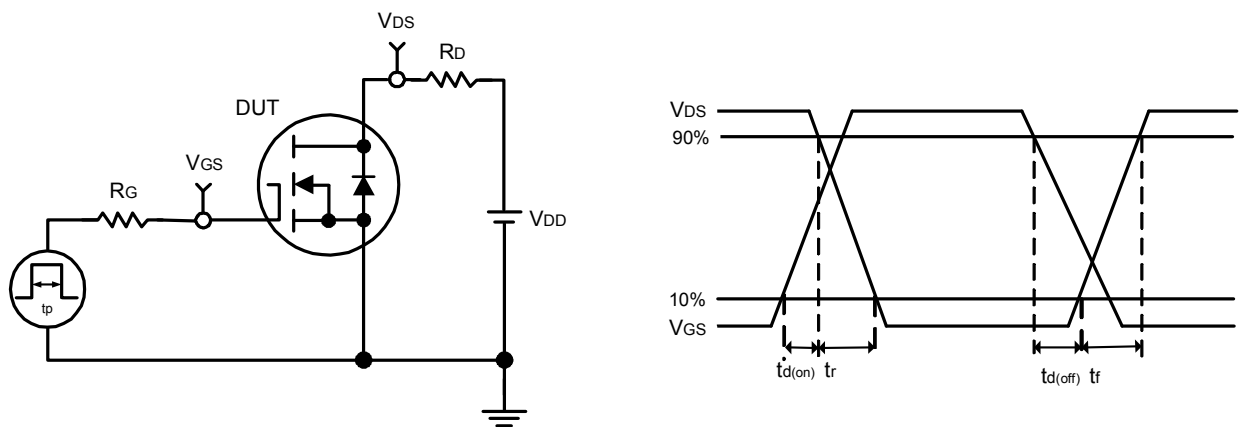 VDS
RD
DUT
VGS
RG
VDD
tp
VDS
90%
10%
VGS
td(on) tr
td(off) tf